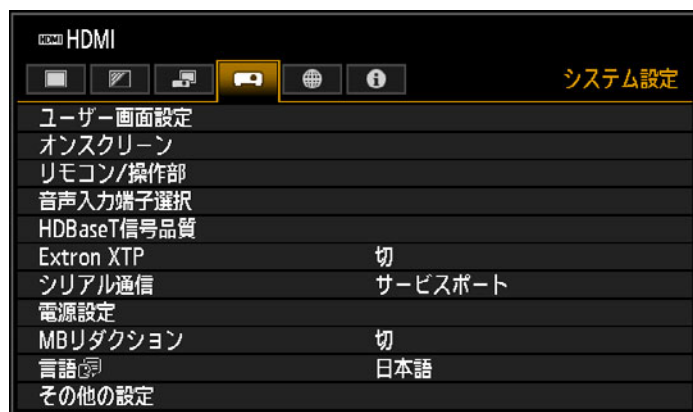 HDMI HDMI
システム設定
ユーザー画面設定
オンスクリーン
リモコン/操作部
音声入力端子選択
HDBaseT信号品質
Extron XTP 切
シリアル通信 サービスポート
電源設定
MBリダクション 切
言語 日本語
その他の設定